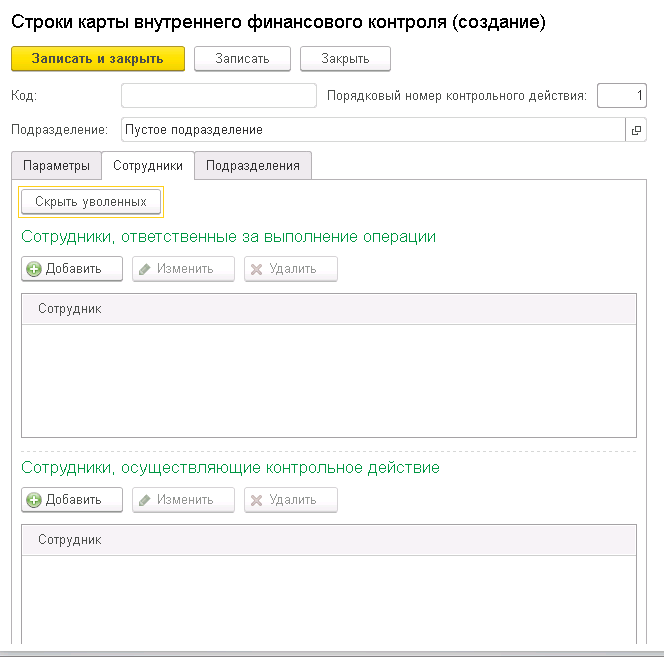 Строки карты внутреннего финансового контроля (создание)
Записать и закрыть Записать Закрыть
Код: Порядковый номер контрольного действия: 1
Подразделение: Пустое подразделение
Параметры Сотрудники Подразделения
Скрыть уволенных
Сотрудники, ответственные за выполнение операции
Добавить Изменить Удалить
Сотрудник
Сотрудники, осуществляющие контрольное действие
Добавить Изменить Удалить
Сотрудник